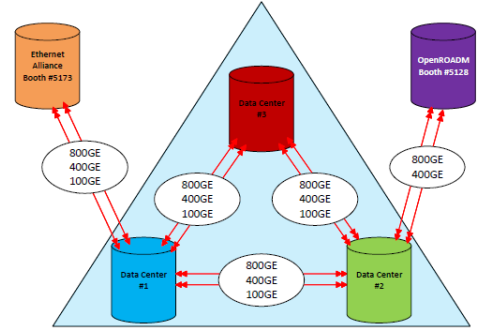 Ethernet
Alliance
Booth #5173
OpenROADM
Booth #5128
Data Center
#3
800GE
400GE
100GE
800GE
400GE
800GE
400GE
100GE
800GE
400GE
100GE
Data Center
#1
800GE
400GE
100GE
Data Center
#2